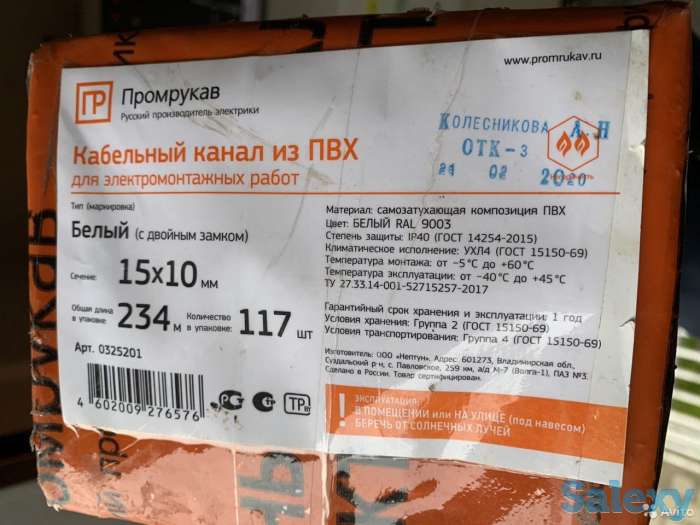 www.promrukav.ru
ПР Промрукав
Русский производитель электрики
КОЛЕСНИКОВА А.Н
ОТК-3
21 02 2020
Кабельный канал из ПВХ
для электромонтажных работ
Тип (маркировка)
Белый (с двойным замком)
Сечение: 15x10 мм
Общая длина в упаковке: 234 м Количество в упаковке: 117 шт
Арт. 0325201
4 602009 276576
РСТ ТР
Материал: самозатухающая композиция ПВХ
Цвет: БЕЛЫЙ RAL 9003
Степень защиты: IP40 (ГОСТ 14254-2015)
Климатическое исполнение: УХЛ4 (ГОСТ 15150-69)
Температура монтажа: от −5°С до +60°С
Температура эксплуатации: от −40°С до +45°С
ТУ 27.33.14-001-52715257-2017
Гарантийный срок хранения и эксплуатации: 1 год
Условия хранения: Группа 2 (ГОСТ 15150-69)
Условия транспортирования: Группа 4 (ГОСТ 15150-69)
Изготовитель: ООО «Нептун». Адрес: 601273, Владимирская обл.,
Суздальский р-н, с. Павловское, 259 км, а/д М-7 (Волга-1), ПАЗ №3.
Сделано в России. Товар сертифицирован.
! ЭКСПЛУАТАЦИЯ:
В ПОМЕЩЕНИИ или НА УЛИЦЕ (под навесом)
БЕРЕЧЬ ОТ СОЛНЕЧНЫХ ЛУЧЕЙ
Salexy
Avito